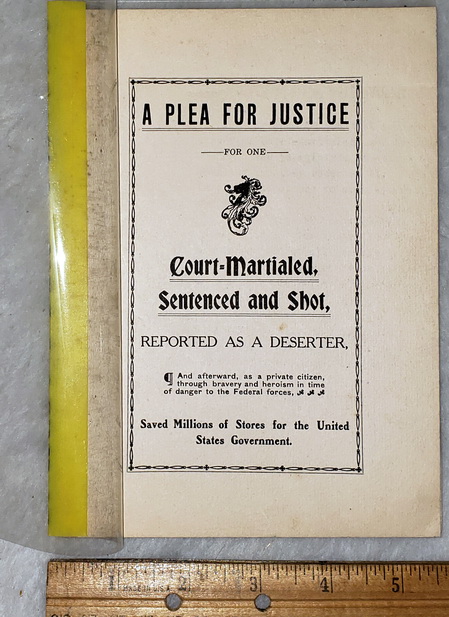 A PLEA FOR JUSTICE
—FOR ONE—
Court-Martialed,
Sentenced and Shot,
REPORTED AS A DESERTER,
¶ And afterward, as a private citizen,
through bravery and heroism in time
of danger to the Federal forces,
Saved Millions of Stores for the United
States Government.
1 2 3 4 5